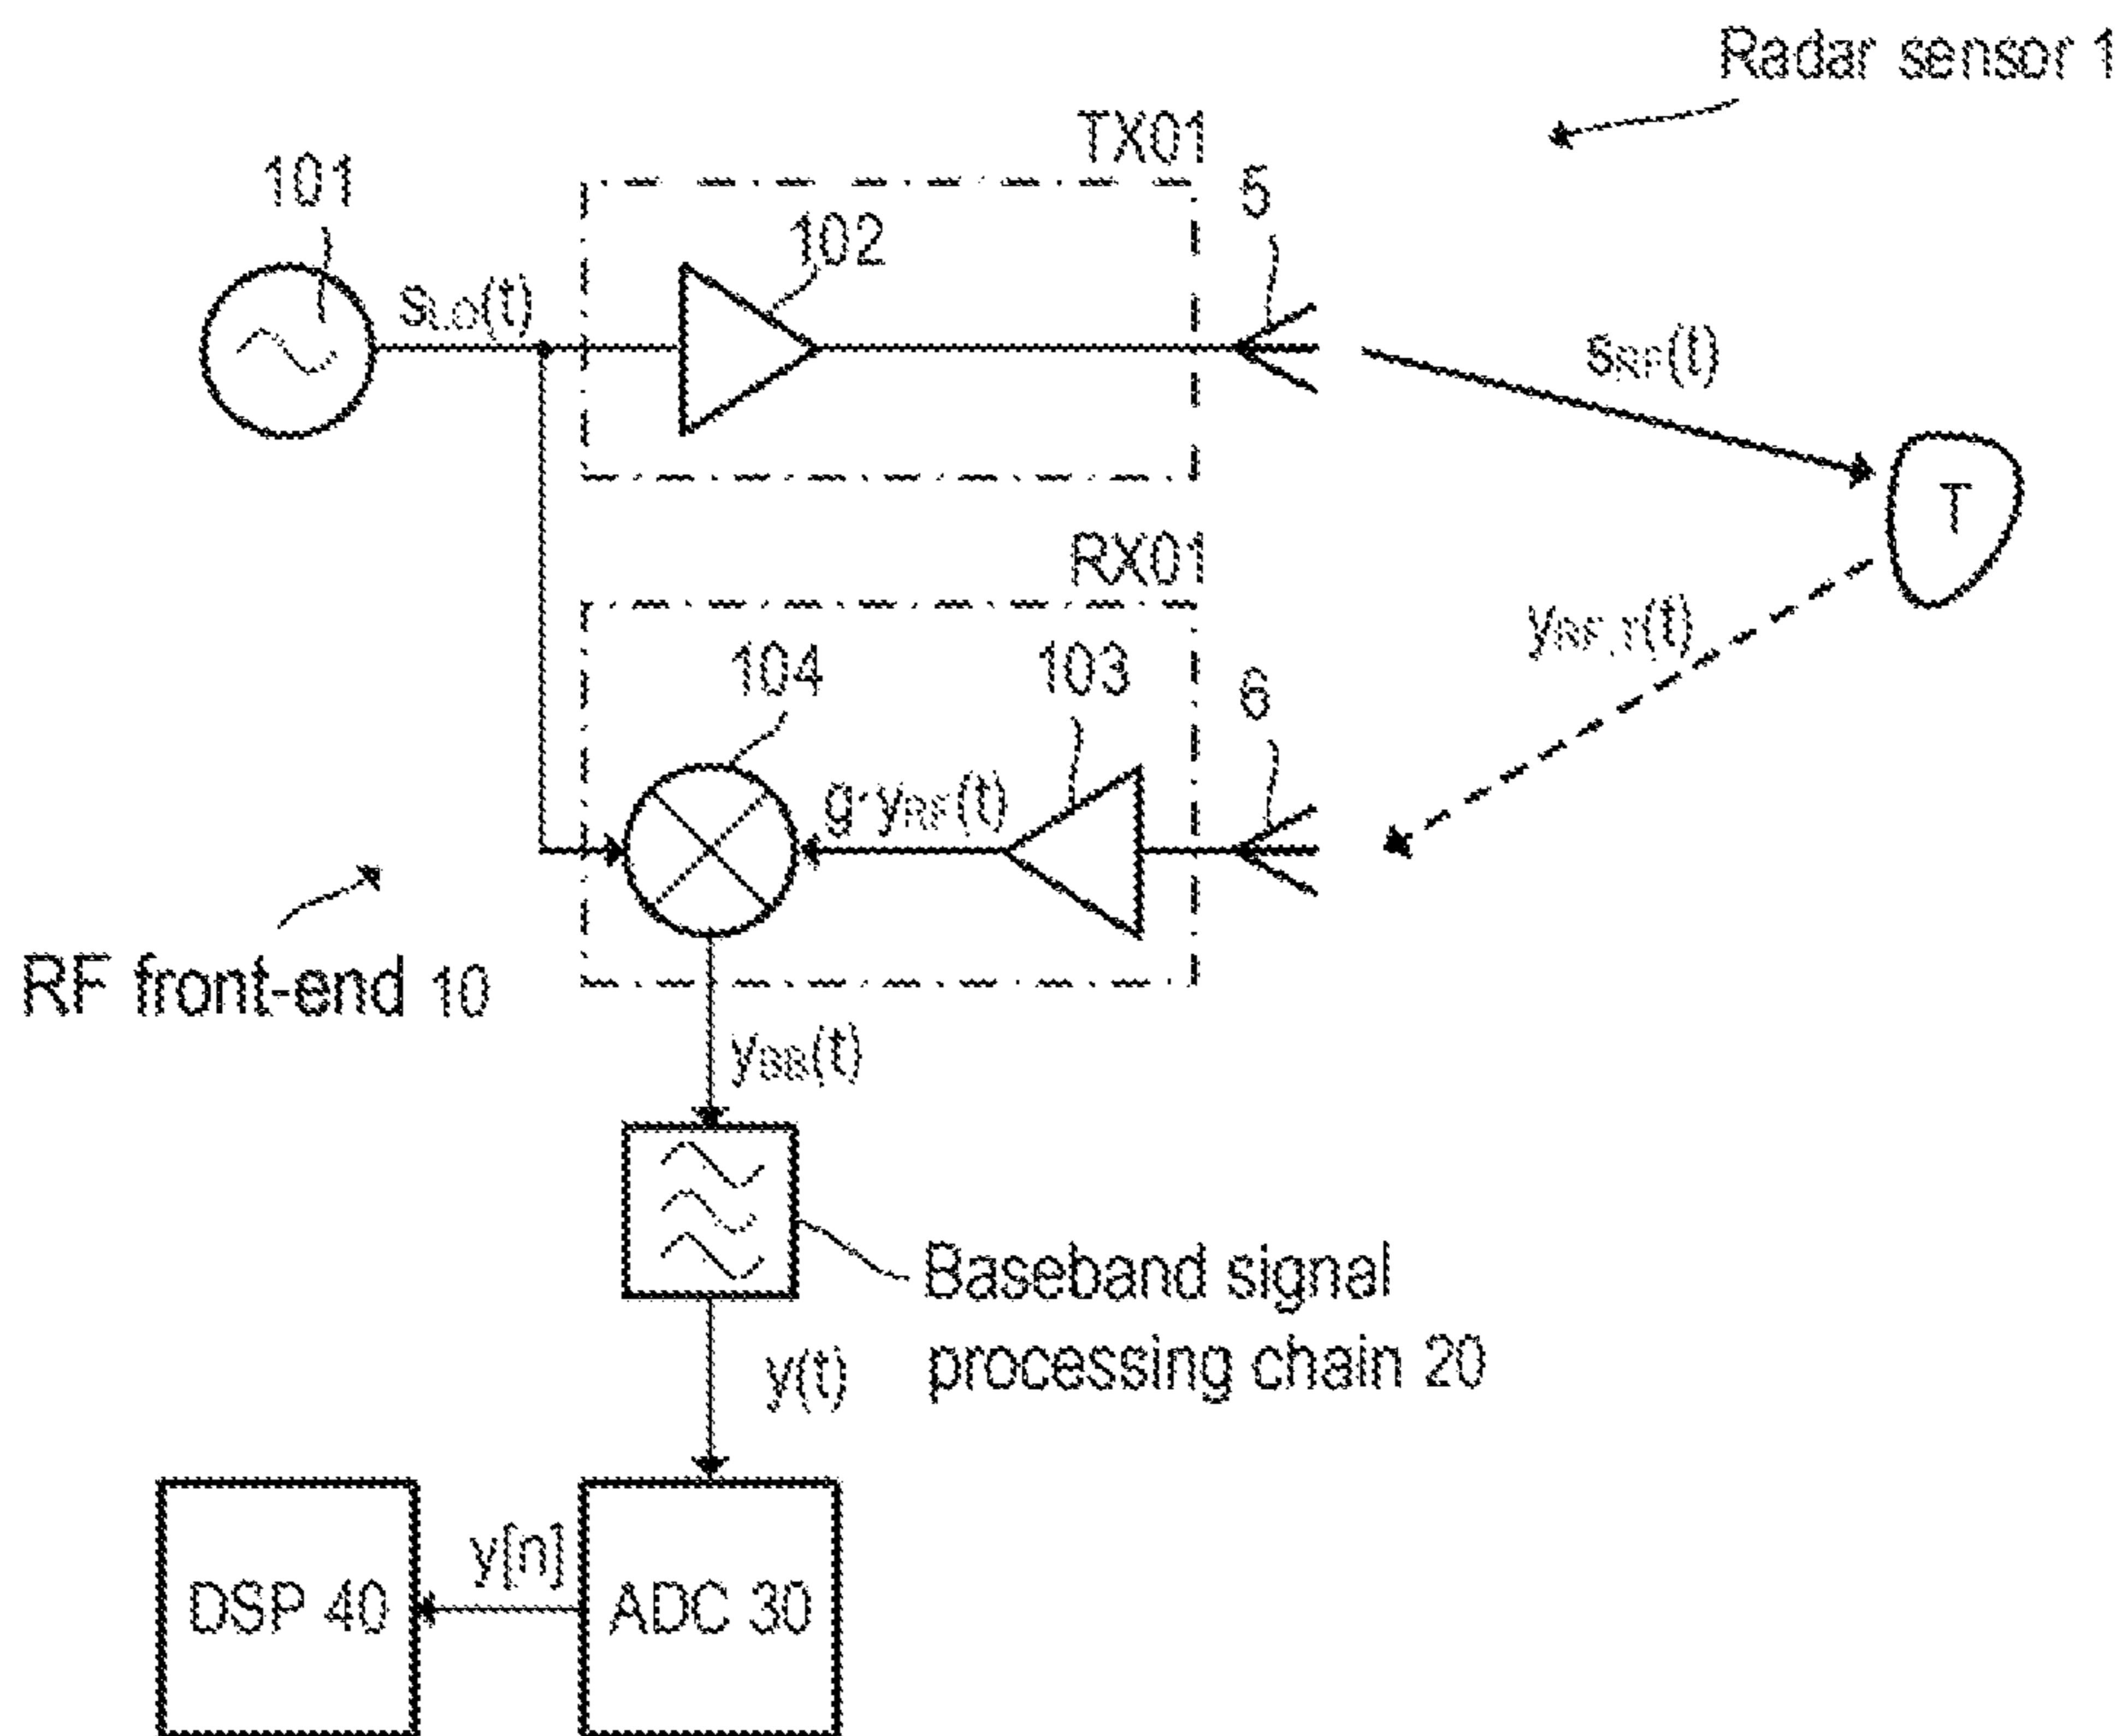 Radar sensor 1
TX01
101
102
5
sLO(t)
sRF(t)
T
RX01
yRF,T(t)
104
103
6
g·yRF(t)
RF front-end 10
yBB(t)
Baseband signal
processing chain 20
y(t)
y[n]
DSP 40
ADC 30